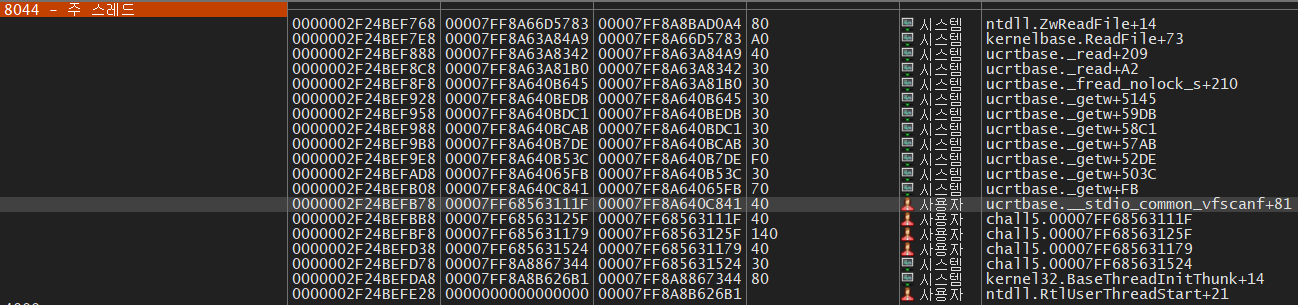 8044 - 주 스레드
0000002F24BEF768 00007FF8A66D5783 00007FF8A8BAD0A4 80 시스템 ntdll.ZwReadFile+14
0000002F24BEF7E8 00007FF8A63A84A9 00007FF8A66D5783 A0 시스템 kernelbase.ReadFile+73
0000002F24BEF888 00007FF8A63A8342 00007FF8A63A84A9 40 시스템 ucrtbase._read+209
0000002F24BEF8C8 00007FF8A63A81B0 00007FF8A63A8342 30 시스템 ucrtbase._read+A2
0000002F24BEF8F8 00007FF8A640B645 00007FF8A63A81B0 30 시스템 ucrtbase._fread_nolock_s+210
0000002F24BEF928 00007FF8A640BEDB 00007FF8A640B645 30 시스템 ucrtbase._getw+5145
0000002F24BEF958 00007FF8A640BDC1 00007FF8A640BEDB 30 시스템 ucrtbase._getw+59DB
0000002F24BEF988 00007FF8A640BCAB 00007FF8A640BDC1 30 시스템 ucrtbase._getw+58C1
0000002F24BEF9B8 00007FF8A640B7DE 00007FF8A640BCAB 30 시스템 ucrtbase._getw+57AB
0000002F24BEF9E8 00007FF8A640B53C 00007FF8A640B7DE F0 시스템 ucrtbase._getw+52DE
0000002F24BEFAD8 00007FF8A64065FB 00007FF8A640B53C 30 시스템 ucrtbase._getw+503C
0000002F24BEFB08 00007FF8A640C841 00007FF8A64065FB 70 시스템 ucrtbase._getw+FB
0000002F24BEFB78 00007FF68563111F 00007FF8A640C841 40 사용자 ucrtbase.__stdio_common_vfscanf+81
0000002F24BEFBB8 00007FF68563125F 00007FF68563111F 40 사용자 chall5.00007FF68563111F
0000002F24BEFBF8 00007FF685631179 00007FF68563125F 140 사용자 chall5.00007FF68563125F
0000002F24BEFD38 00007FF685631524 00007FF685631179 40 사용자 chall5.00007FF685631179
0000002F24BEFD78 00007FF8A8867344 00007FF685631524 30 시스템 chall5.00007FF685631524
0000002F24BEFDA8 00007FF8A8B626B1 00007FF8A8867344 80 시스템 kernel32.BaseThreadInitThunk+14
0000002F24BEFE28 0000000000000000 00007FF8A8B626B1 사용자 ntdll.RtlUserThreadStart+21